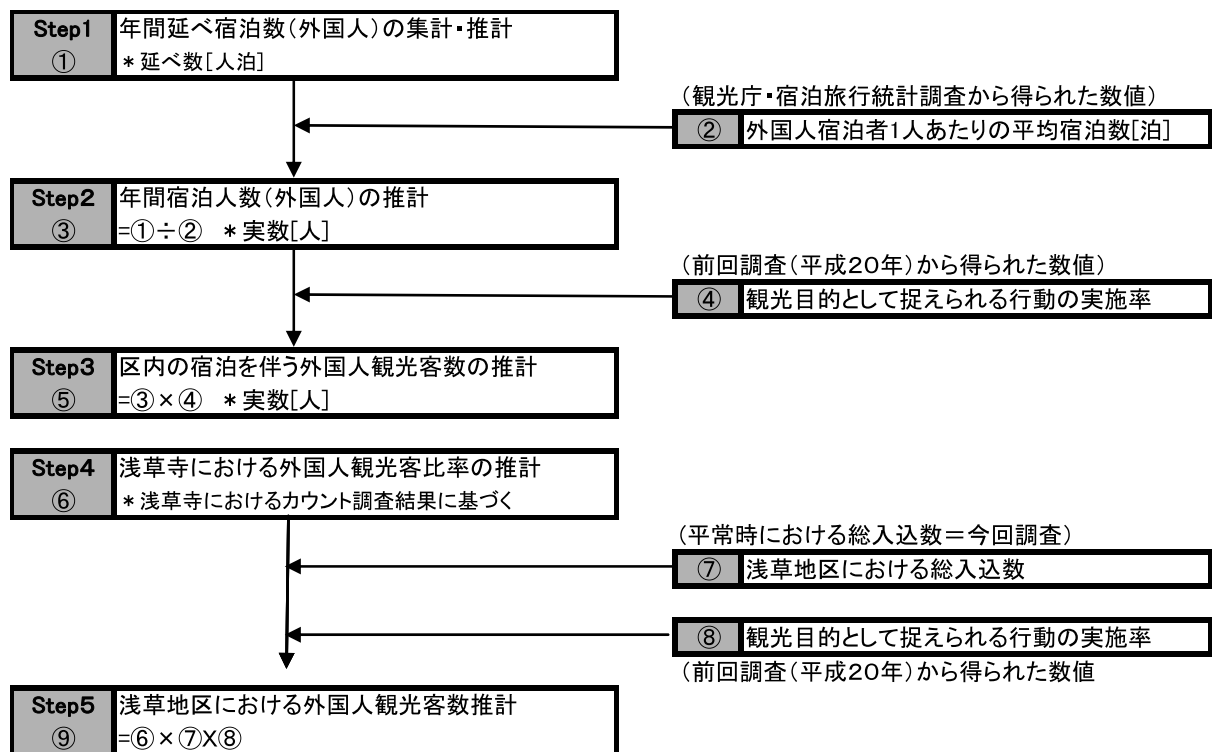 Step1 年間延べ宿泊数(外国人)の集計・推計
① *延べ数[人泊]
(観光庁・宿泊旅行統計調査から得られた数値)
② 外国人宿泊者1人あたりの平均宿泊数[泊]
Step2 年間宿泊人数(外国人)の推計
③ =①÷② *実数[人]
(前回調査(平成20年)から得られた数値)
④ 観光目的として捉えられる行動の実施率
Step3 区内の宿泊を伴う外国人観光客数の推計
⑤ =③×④ *実数[人]
Step4 浅草寺における外国人観光客比率の推計
⑥ *浅草寺におけるカウント調査結果に基づく
(平常時における総入込数=今回調査)
⑦ 浅草地区における総入込数
⑧ 観光目的として捉えられる行動の実施率
(前回調査(平成20年)から得られた数値
Step5 浅草地区における外国人観光客数推計
⑨ =⑥×⑦X⑧